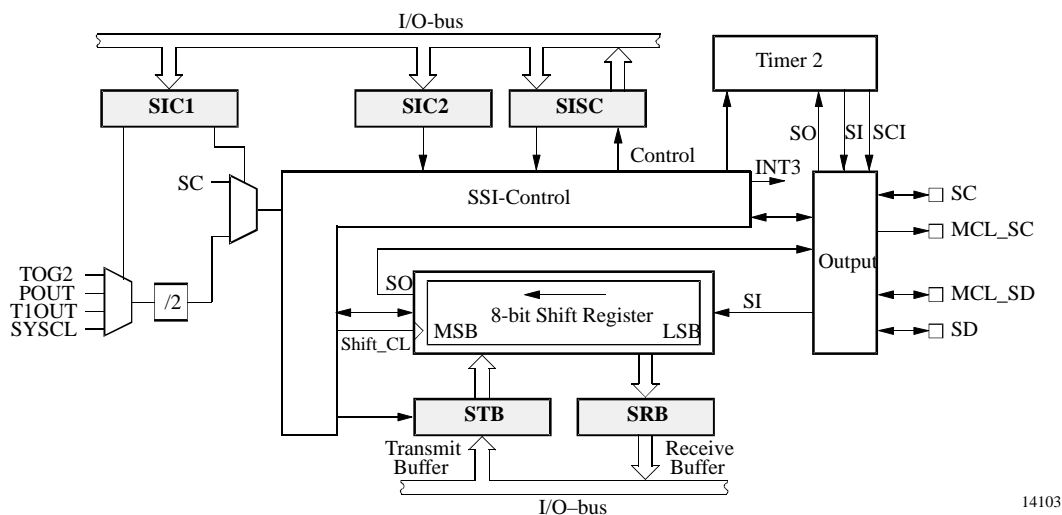 I/O-bus
SIC1
SIC2
SISC
Timer 2
SO
SI
SCI
Control
INT3
SC
SSI-Control
SC
MCL_SC
Output
TOG2
POUT
T1OUT
SYSCL
/2
SO
SI
MCL_SD
SD
8-bit Shift Register
MSB
LSB
Shift_CL
STB
SRB
Transmit
Buffer
Receive
Buffer
I/O–bus
14103